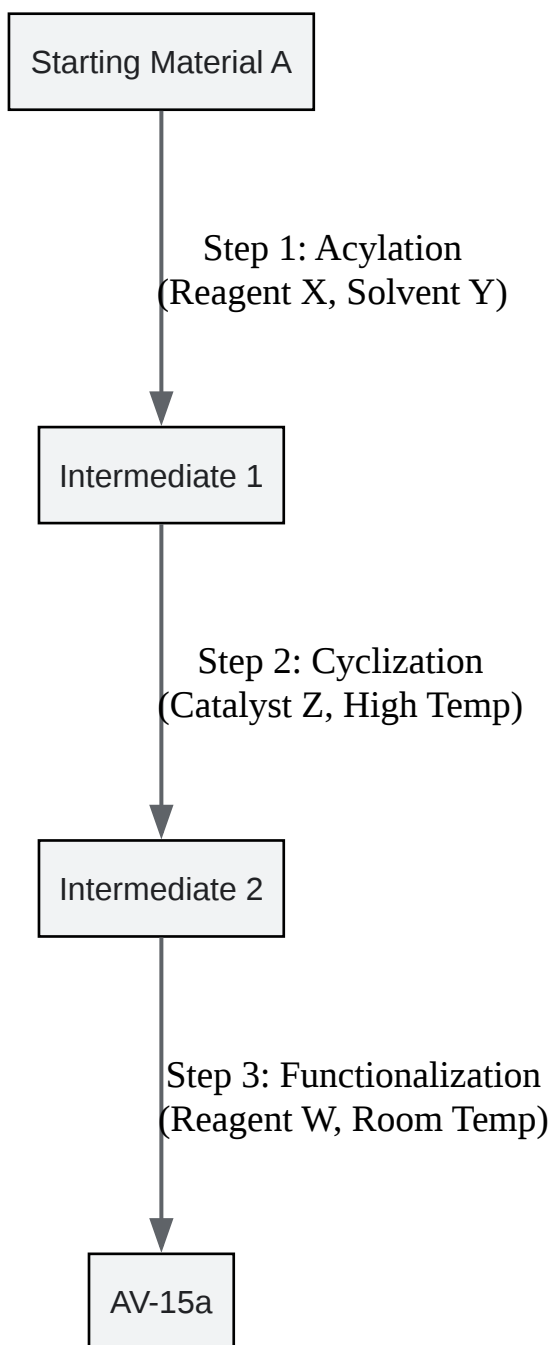 Starting Material A
Step 1: Acylation
(Reagent X, Solvent Y)
Intermediate 1
Step 2: Cyclization
(Catalyst Z, High Temp)
Intermediate 2
Step 3: Functionalization
(Reagent W, Room Temp)
AV-15a